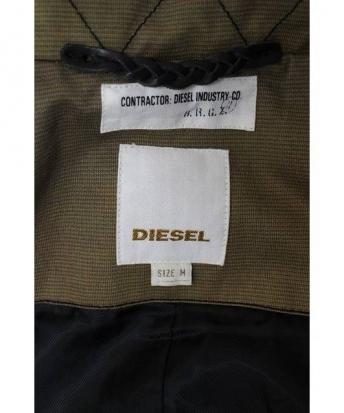 CONTRACTOR: DIESEL INDUSTRY CO.
DIESEL
SIZE M